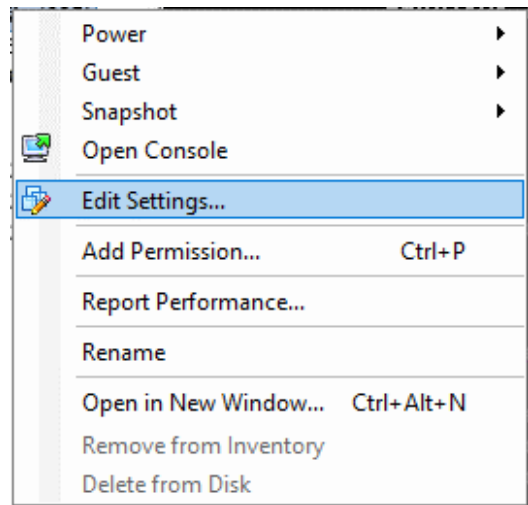 Power
Guest
Snapshot
Open Console
Edit Settings...
Add Permission... Ctrl+P
Report Performance...
Rename
Open in New Window... Ctrl+Alt+N
Remove from Inventory
Delete from Disk